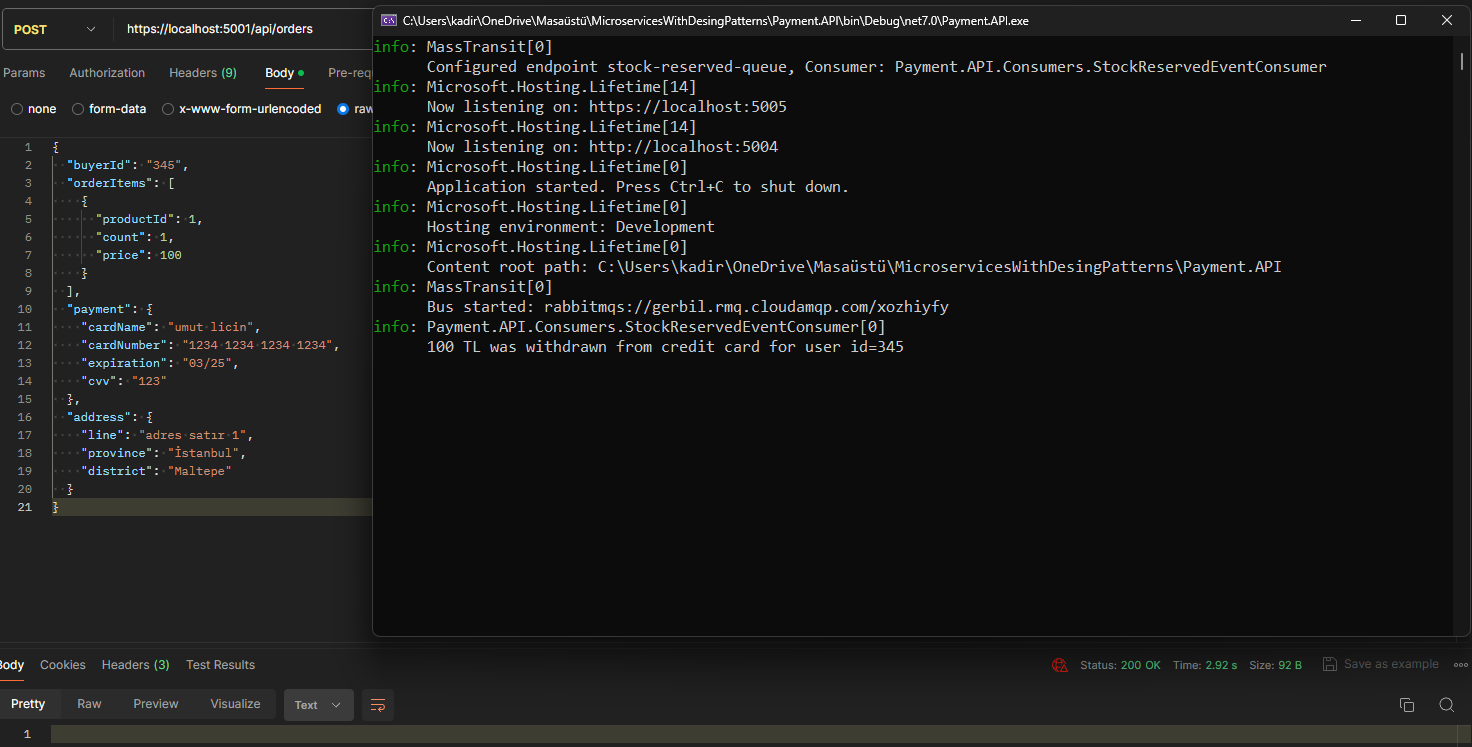 POST
https://localhost:5001/api/orders
Params Authorization Headers (9) Body Pre-req
none form-data x-www-form-urlencoded raw
1 {
2 "buyerId": "345",
3 "orderItems": [
4 {
5 "productId": 1,
6 "count": 1,
7 "price": 100
8 }
9 ],
10 "payment": {
11 "cardName": "umut licin",
12 "cardNumber": "1234 1234 1234 1234",
13 "expiration": "03/25",
14 "cvv": "123"
15 },
16 "address": {
17 "line": "adres satır 1",
18 "province": "İstanbul",
19 "district": "Maltepe"
20 }
21 }
C:\Users\kadir\OneDrive\Masaüstü\MicroservicesWithDesingPatterns\Payment.API\bin\Debug\net7.0\Payment.API.exe
info: MassTransit[0]
Configured endpoint stock-reserved-queue, Consumer: Payment.API.Consumers.StockReservedEventConsumer
info: Microsoft.Hosting.Lifetime[14]
Now listening on: https://localhost:5005
info: Microsoft.Hosting.Lifetime[14]
Now listening on: http://localhost:5004
info: Microsoft.Hosting.Lifetime[0]
Application started. Press Ctrl+C to shut down.
info: Microsoft.Hosting.Lifetime[0]
Hosting environment: Development
info: Microsoft.Hosting.Lifetime[0]
Content root path: C:\Users\kadir\OneDrive\Masaüstü\MicroservicesWithDesingPatterns\Payment.API
info: MassTransit[0]
Bus started: rabbitmqs://gerbil.rmq.cloudamqp.com/xozhiyfy
info: Payment.API.Consumers.StockReservedEventConsumer[0]
100 TL was withdrawn from credit card for user id=345
Body Cookies Headers (3) Test Results
Status: 200 OK Time: 2.92 s Size: 92 B Save as example
Pretty Raw Preview Visualize Text
1